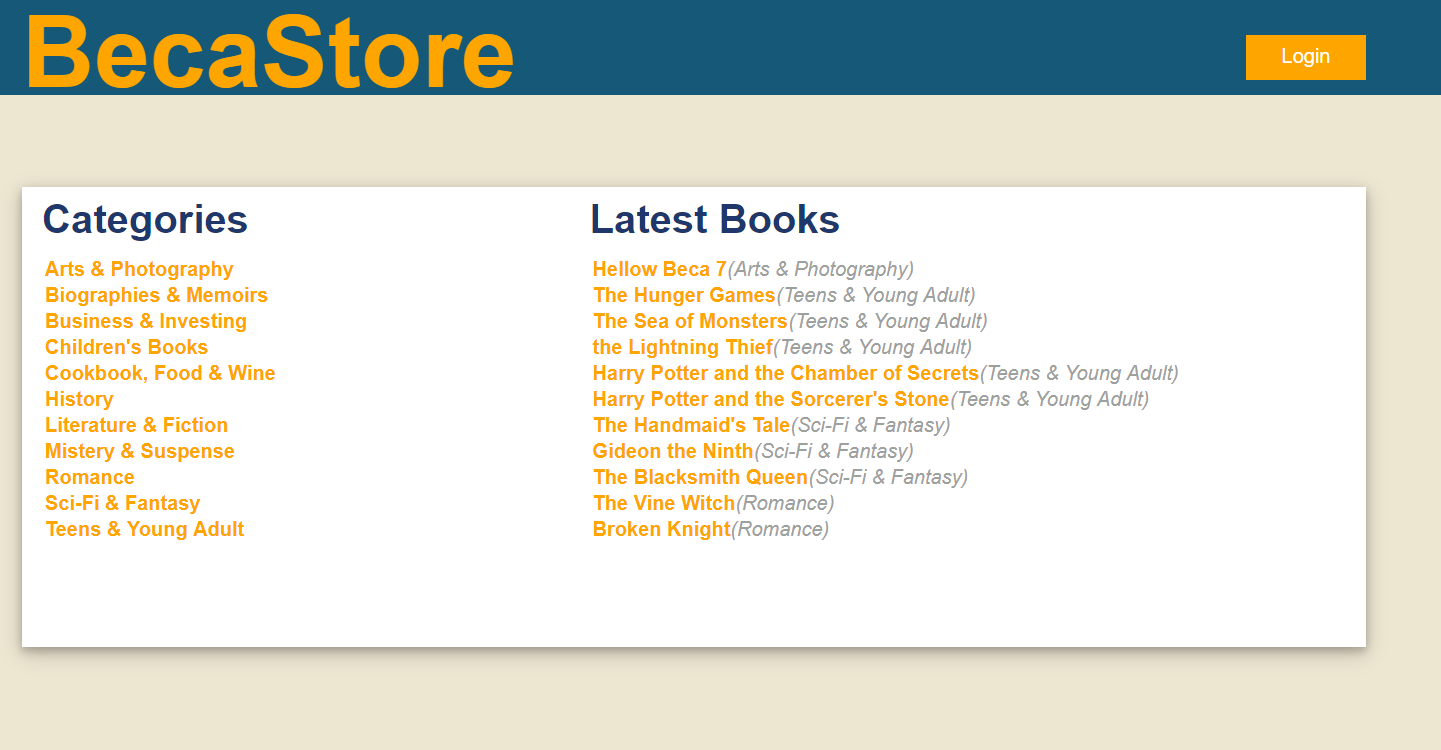 BecaStore
Login
Categories
Arts & Photography
Biographies & Memoirs
Business & Investing
Children's Books
Cookbook, Food & Wine
History
Literature & Fiction
Mistery & Suspense
Romance
Sci-Fi & Fantasy
Teens & Young Adult
Latest Books
Hellow Beca 7(Arts & Photography)
The Hunger Games(Teens & Young Adult)
The Sea of Monsters(Teens & Young Adult)
the Lightning Thief(Teens & Young Adult)
Harry Potter and the Chamber of Secrets(Teens & Young Adult)
Harry Potter and the Sorcerer's Stone(Teens & Young Adult)
The Handmaid's Tale(Sci-Fi & Fantasy)
Gideon the Ninth(Sci-Fi & Fantasy)
The Blacksmith Queen(Sci-Fi & Fantasy)
The Vine Witch(Romance)
Broken Knight(Romance)